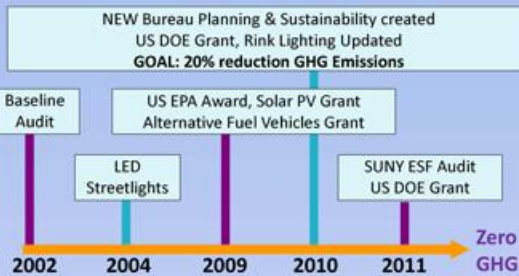 NEW Bureau Planning & Sustainability created
US DOE Grant, Rink Lighting Updated
GOAL: 20% reduction GHG Emissions
Baseline
Audit
US EPA Award, Solar PV Grant
Alternative Fuel Vehicles Grant
LED
Streetlights
SUNY ESF Audit
US DOE Grant
Zero
GHG
2002
2004
2009
2010
2011